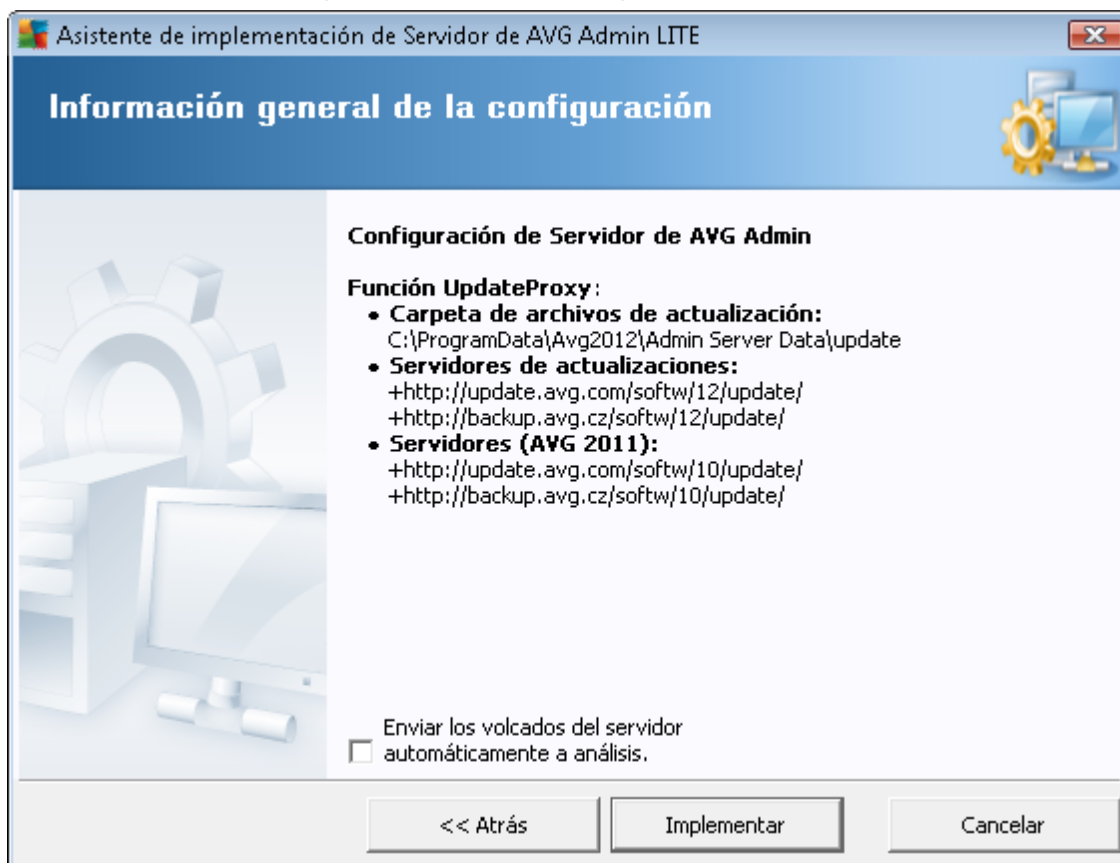 Asistente de implementación de Servidor de AVG Admin LITE
Información general de la configuración
Configuración de Servidor de AVG Admin
Función UpdateProxy:
• Carpeta de archivos de actualización:
C:\ProgramData\Avg2012\Admin Server Data\update
• Servidores de actualizaciones:
+http://update.avg.com/softw/12/update/
+http://backup.avg.cz/softw/12/update/
• Servidores (AVG 2011):
+http://update.avg.com/softw/10/update/
+http://backup.avg.cz/softw/10/update/
Enviar los volcados del servidor
automáticamente a análisis.
<< Atrás
Implementar
Cancelar